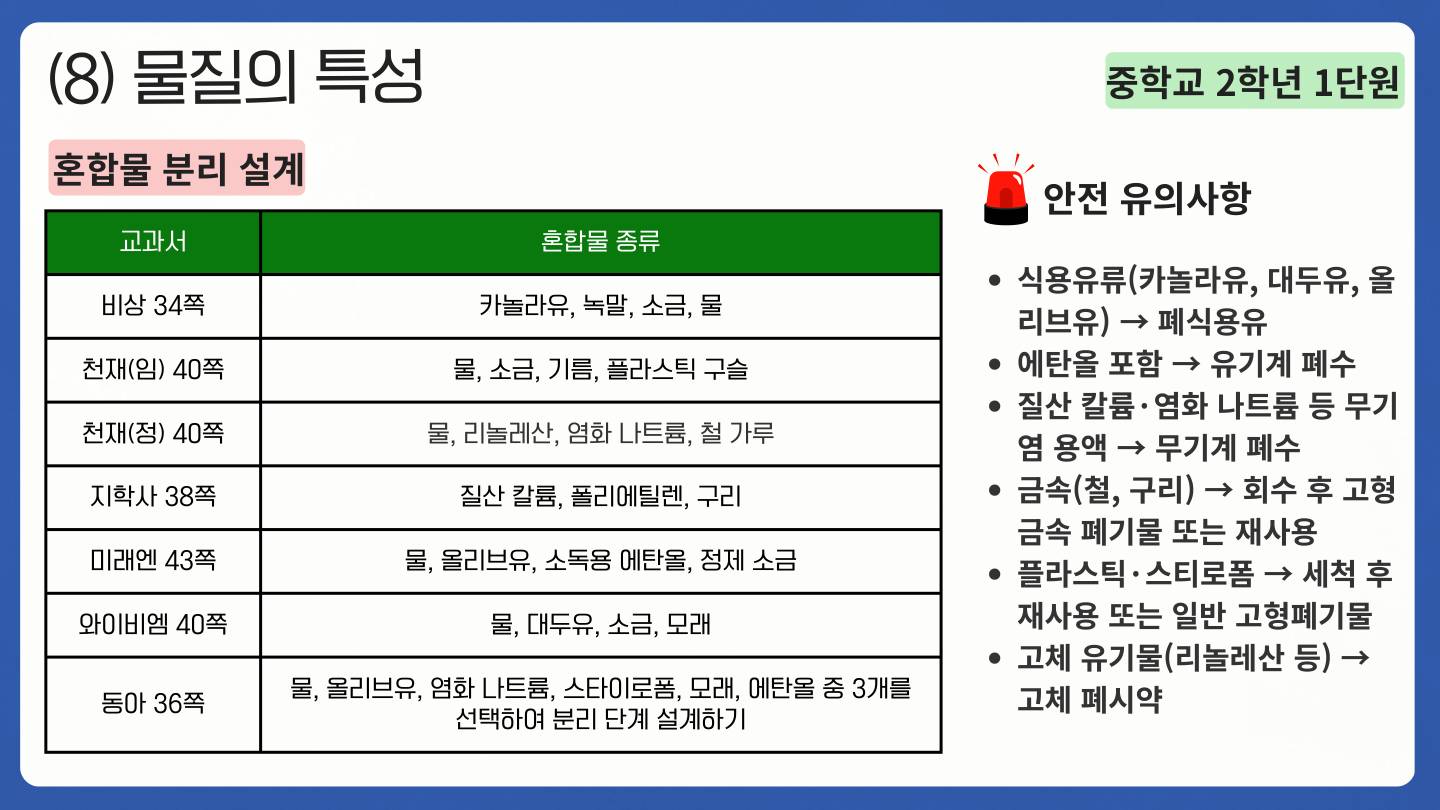 (8) 물질의 특성
중학교 2학년 1단원
혼합물 분리 설계
교과서 혼합물 종류
비상 34쪽 카놀라유, 녹말, 소금, 물
천재(임) 40쪽 물, 소금, 기름, 플라스틱 구슬
천재(정) 40쪽 물, 리놀레산, 염화 나트륨, 철 가루
지학사 38쪽 질산 칼륨, 폴리에틸렌, 구리
미래엔 43쪽 물, 올리브유, 소독용 에탄올, 정제 소금
와이비엠 40쪽 물, 대두유, 소금, 모래
동아 36쪽 물, 올리브유, 염화 나트륨, 스타이로폼, 모래, 에탄올 중 3개를
선택하여 분리 단계 설계하기
안전 유의사항
• 식용유류(카놀라유, 대두유, 올
리브유) → 폐식용유
• 에탄올 포함 → 유기계 폐수
• 질산 칼륨·염화 나트륨 등 무기
염 용액 → 무기계 폐수
• 금속(철, 구리) → 회수 후 고형
금속 폐기물 또는 재사용
• 플라스틱·스티로폼 → 세척 후
재사용 또는 일반 고형폐기물
• 고체 유기물(리놀레산 등) →
고체 폐시약